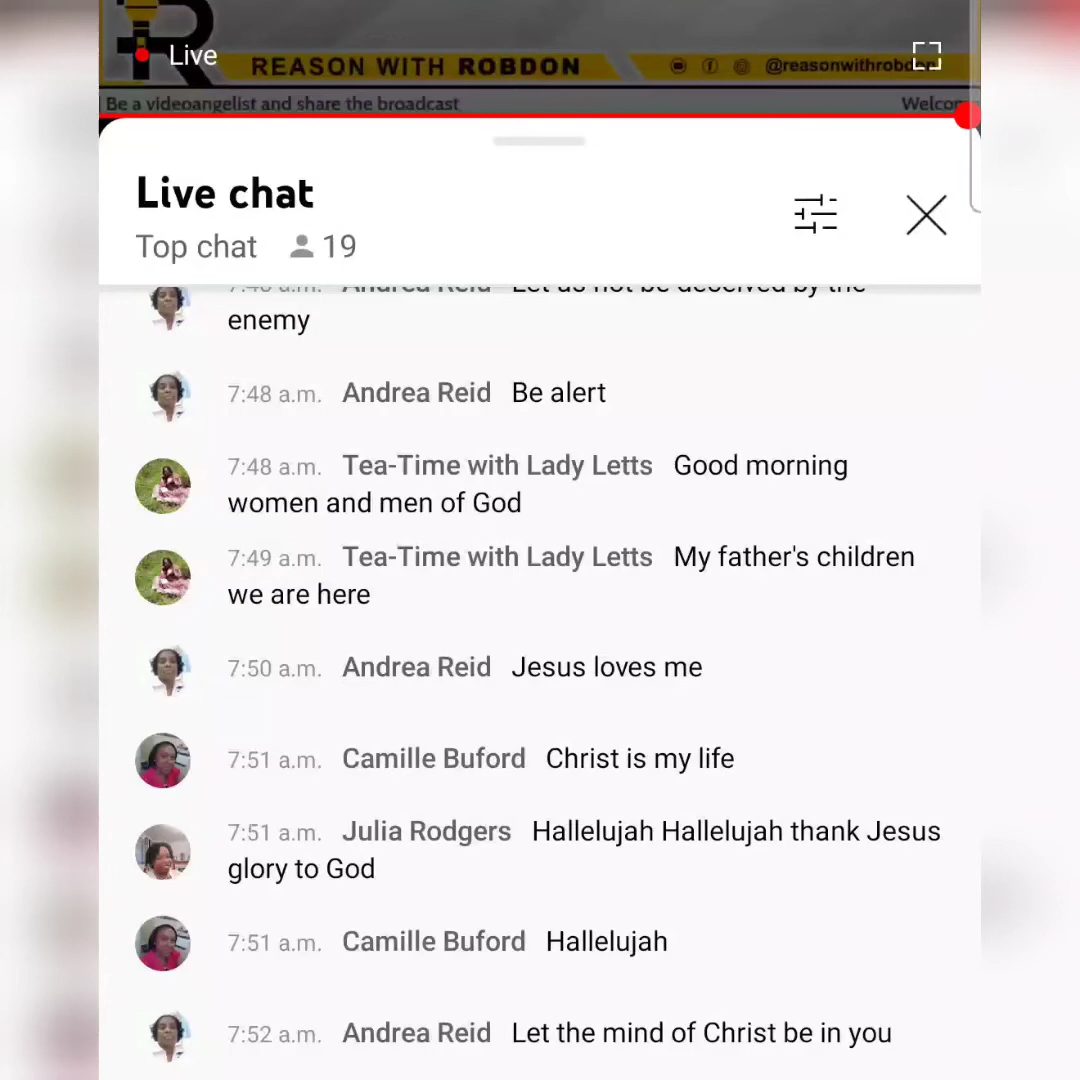 Live
REASON WITH ROBDON
@reasonwithrobdon
Be a videoangelist and share the broadcast
Welcom
Live chat
Top chat 19
Andrea Reid Let us not be deceived by the
enemy
7:48 a.m. Andrea Reid Be alert
7:48 a.m. Tea-Time with Lady Letts Good morning
women and men of God
7:49 a.m. Tea-Time with Lady Letts My father's children
we are here
7:50 a.m. Andrea Reid Jesus loves me
7:51 a.m. Camille Buford Christ is my life
7:51 a.m. Julia Rodgers Hallelujah Hallelujah thank Jesus
glory to God
7:51 a.m. Camille Buford Hallelujah
7:52 a.m. Andrea Reid Let the mind of Christ be in you